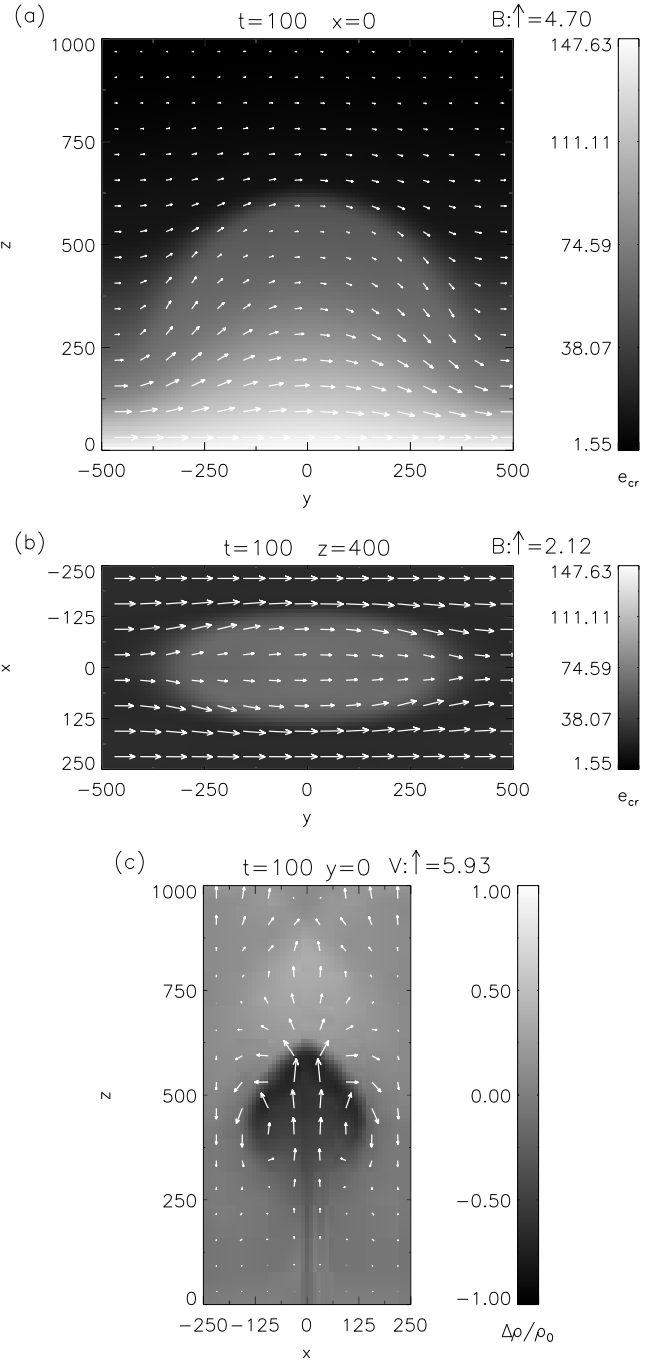 (a) t=100 x=0 B:↑=4.70
1000
750
z
500
250
0
−500 −250 0 250 500
y
147.63
111.11
74.59
38.07
1.55
e_cr
(b) t=100 z=400 B:↑=2.12
−250
−125
x
0
125
250
−500 −250 0 250 500
y
147.63
111.11
74.59
38.07
1.55
e_cr
(c) t=100 y=0 V:↑=5.93
1000
750
z
500
250
0
−250 −125 0 125 250
x
1.00
0.50
0.00
−0.50
−1.00
Δρ/ρ₀